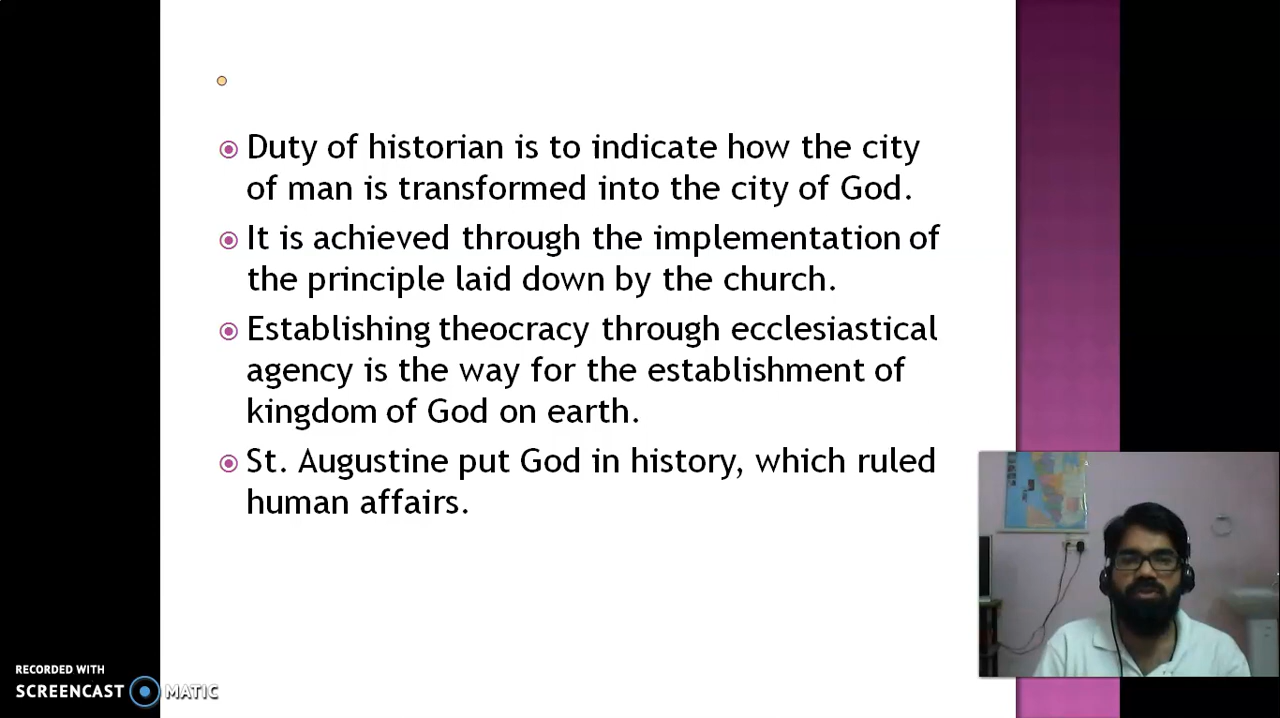 Duty of historian is to indicate how the city
of man is transformed into the city of God.
It is achieved through the implementation of
the principle laid down by the church.
Establishing theocracy through ecclesiastical
agency is the way for the establishment of
kingdom of God on earth.
St. Augustine put God in history, which ruled
human affairs.
RECORDED WITH
SCREENCAST MATIC